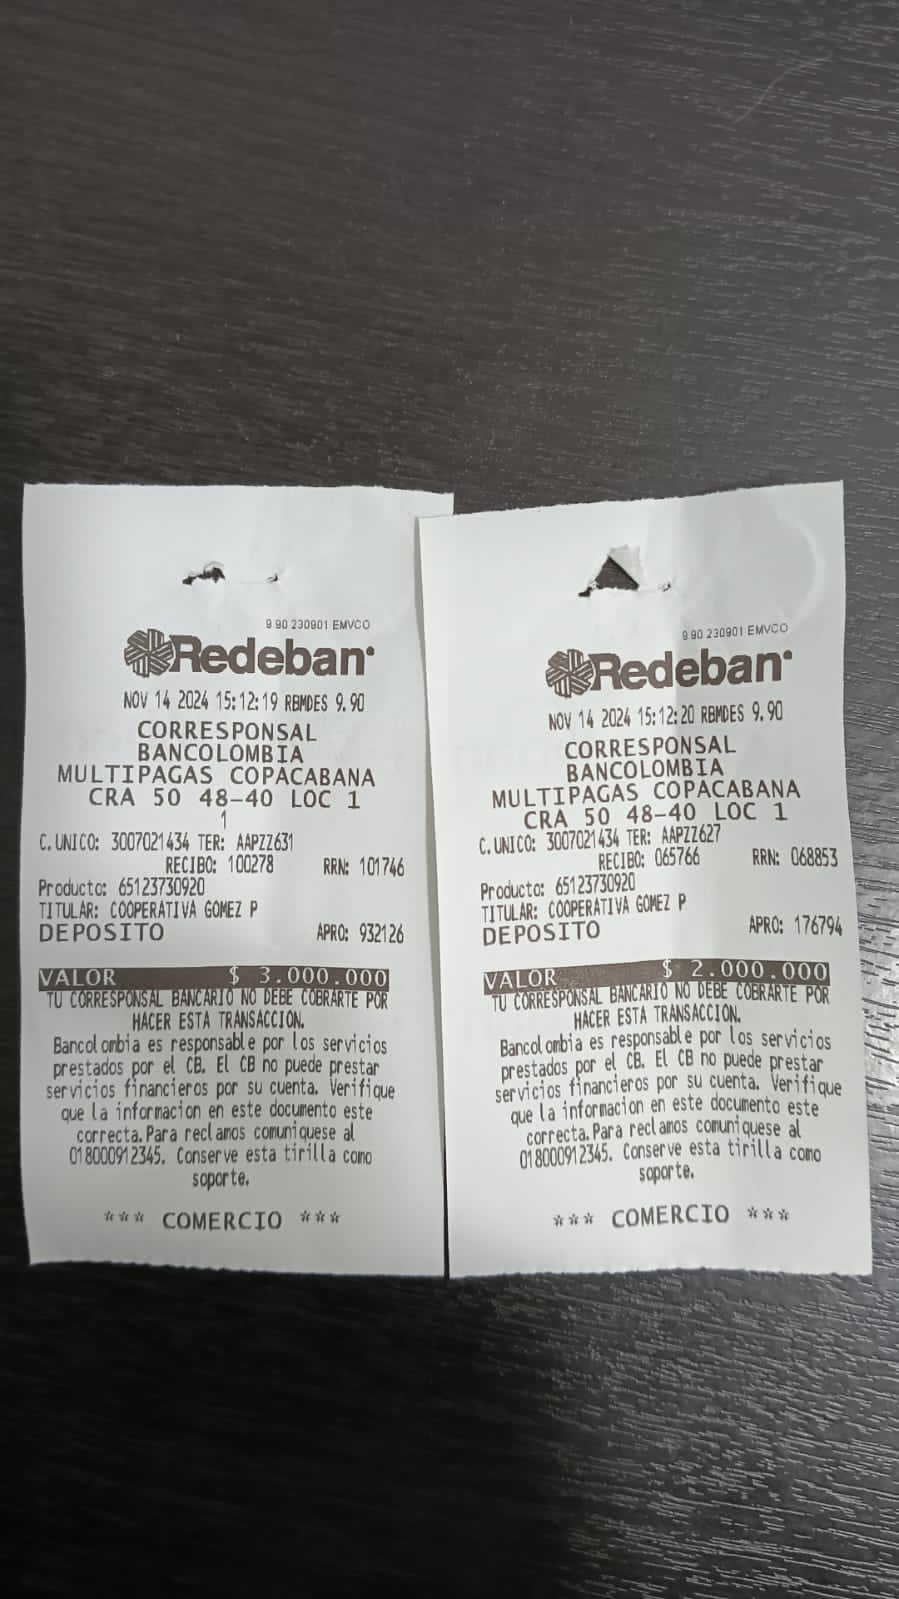 9 90 230901 EMVCO
Redeban
NOV 14 2024 15:12:19 RBMDES 9.90
CORRESPONSAL
BANCOLOMBIA
MULTIPAGAS COPACABANA
CRA 50 48-40 LOC 1
1
C.UNICO: 3007021434 TER: AAPZZ631
RECIBO: 100278 RRN: 101746
Producto: 65123730920
TITULAR: COOPERATIVA GOMEZ P
DEPOSITO APRO: 932126
VALOR $ 3.000.000
TU CORRESPONSAL BANCARIO NO DEBE COBRARTE POR
HACER ESTA TRANSACCION.
Bancolombia es responsable por los servicios
prestados por el CB. El CB no puede prestar
servicios financieros por su cuenta. Verifique
que la informacion en este documento este
correcta.Para reclamos comuniquese al
018000912345. Conserve esta tirilla como
soporte.
*** COMERCIO ***
9 90 230901 EMVCO
Redeban
NOV 14 2024 15:12:20 RBMDES 9.90
CORRESPONSAL
BANCOLOMBIA
MULTIPAGAS COPACABANA
CRA 50 48-40 LOC 1
C.UNICO: 3007021434 TER: AAPZZ627
RECIBO: 065766 RRN: 068853
Producto: 65123730920
TITULAR: COOPERATIVA GOMEZ P
DEPOSITO APRO: 176794
VALOR $ 2.000.000
TU CORRESPONSAL BANCARIO NO DEBE COBRARTE POR
HACER ESTA TRANSACCION.
Bancolombia es responsable por los servicios
prestados por el CB. El CB no puede prestar
servicios financieros por su cuenta. Verifique
que la informacion en este documento este
correcta.Para reclamos comuniquese al
018000912345. Conserve esta tirilla como
soporte.
*** COMERCIO ***